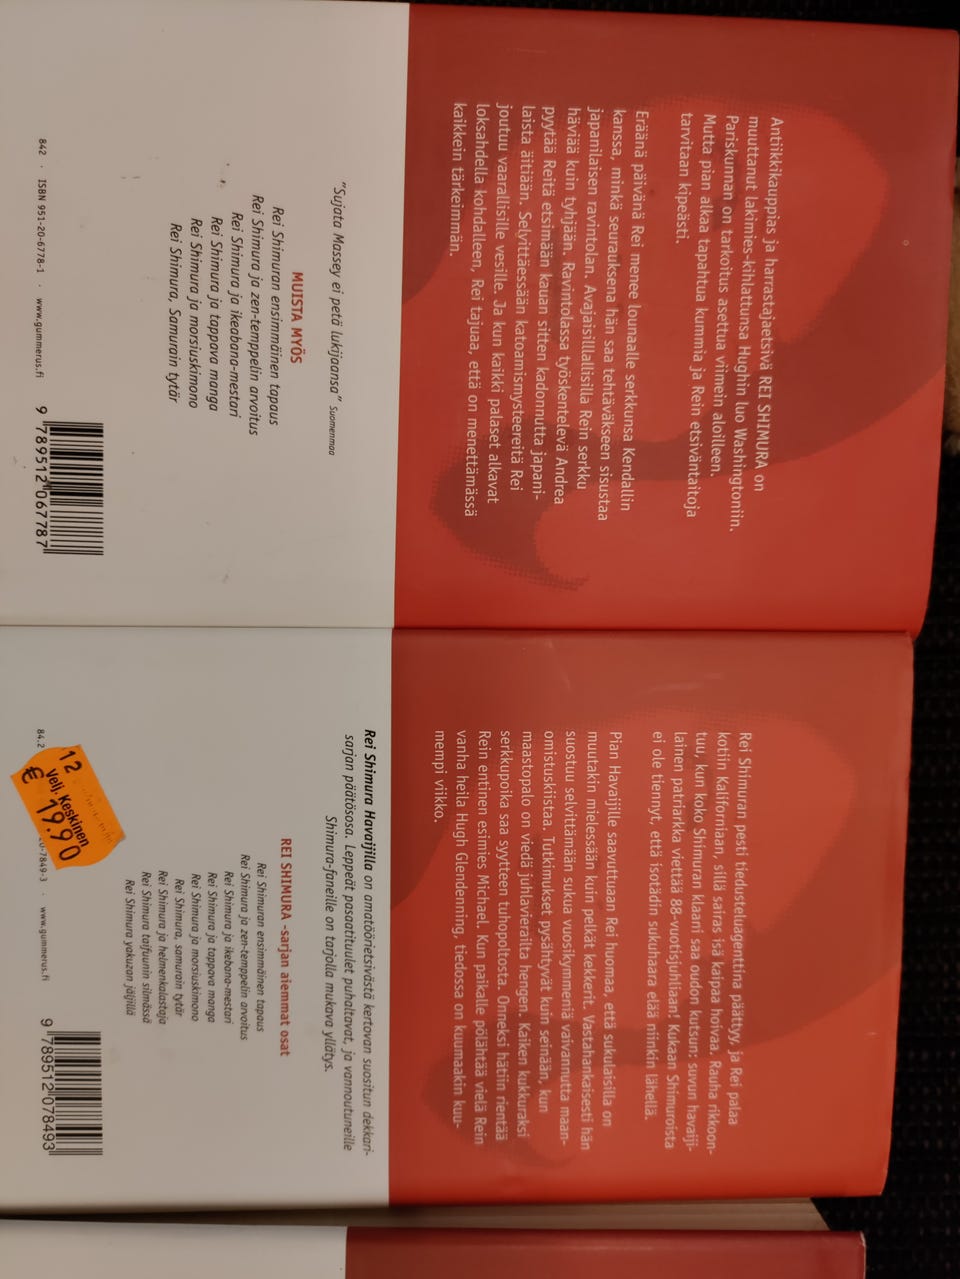 Antiikkikauppias ja harrastajaetsivä REI SHIMURA on
muuttanut lakimies-kihlattunsa Hughin luo Washingtoniin.
Pariskunnan on tarkoitus asettua viimein aloilleen.
Mutta pian alkaa tapahtua kummia ja Rein etsiväntaitoja
tarvitaan kipeästi.
Eräänä päivänä Rei menee lounaalle serkkunsa Kendallin
kanssa, minkä seurauksena hän saa tehtäväkseen sisustaa
japanilaisen ravintolan. Avajaisillallisilla Rein serkku
häviää kuin tyhjään. Ravintolassa työskentelevä Andrea
pyytää Reitä etsimään kauan sitten kadonnutta japani-
laista äitiään. Selvittäessään katoamismysteereitä Rei
joutuu vaarallisille vesille. Ja kun kaikki palaset alkavat
loksahdella kohdalleen, Rei tajuaa, että on menettämässä
kaikkein tärkeimmän.
"Sujata Massey ei petä lukijaansa" Suomenmaa
MUISTA MYÖS
Rei Shimuran ensimmäinen tapaus
Rei Shimura ja zen-temppelin arvoitus
Rei Shimura ja ikebana-mestari
Rei Shimura ja tappava manga
Rei Shimura ja morsiuskimono
Rei Shimura, Samurain tytär
842 · ISBN 951-20-6778-1 · www.gummerus.fi
9 789512 067787
Rei Shimuran pesti tiedusteluagenttina päättyy, ja Rei palaa
kotiin Kaliforniaan, sillä sairas isä kaipaa hoivaa. Rauha rikkoon-
tuu, kun koko Shimuran klaani saa oudon kutsun: suvun havaiji-
lainen patriarkka viettää 88-vuotisjuhliaan! Kukaan Shimuroista
ei ole tiennyt, että isotädin sukuhaara elää niinkin lähellä.
Pian Havaijille saavuttuaan Rei huomaa, että sukulaisilla on
muutakin mielessään kuin pelkät kekkerit. Vastahankaisesti hän
suostuu selvittämään sukua vuosikymmeniä vaivannutta maan-
omistuskiistaa. Tutkimukset pysähtyvät kuin seinään, kun
maastopalo on viedä juhlavierailta hengen. Kaiken kukkuraksi
serkkupoika saa syytteen tuhopoltosta. Onneksi hätiin rientää
Rein entinen esimies Michael. Kun paikalle pölähtää vielä Rein
vanha heila Hugh Glendenning, tiedossa on kuumaakin kuu-
mempi viikko.
Rei Shimura Havaijilla on amatöörietsivästä kertovan suositun dekkari-
sarjan päätösosa. Leppeät pasaatituulet puhaltavat, ja vannoutuneille
Shimura-faneille on tarjolla mukava yllätys.
REI SHIMURA -sarjan aiemmat osat
Rei Shimuran ensimmäinen tapaus
Rei Shimura ja zen-temppelin arvoitus
Rei Shimura ja ikebana-mestari
Rei Shimura ja tappava manga
Rei Shimura ja morsiuskimono
Rei Shimura, samurain tytär
Rei Shimura ja helmenkalastaja
Rei Shimura taifuunin silmässä
Rei Shimura yakuzan jäljillä
84.2
20-7849-3 · www.gummerus.fi
12
Velj. Keskinen
€ 19.90
9 789512 078493